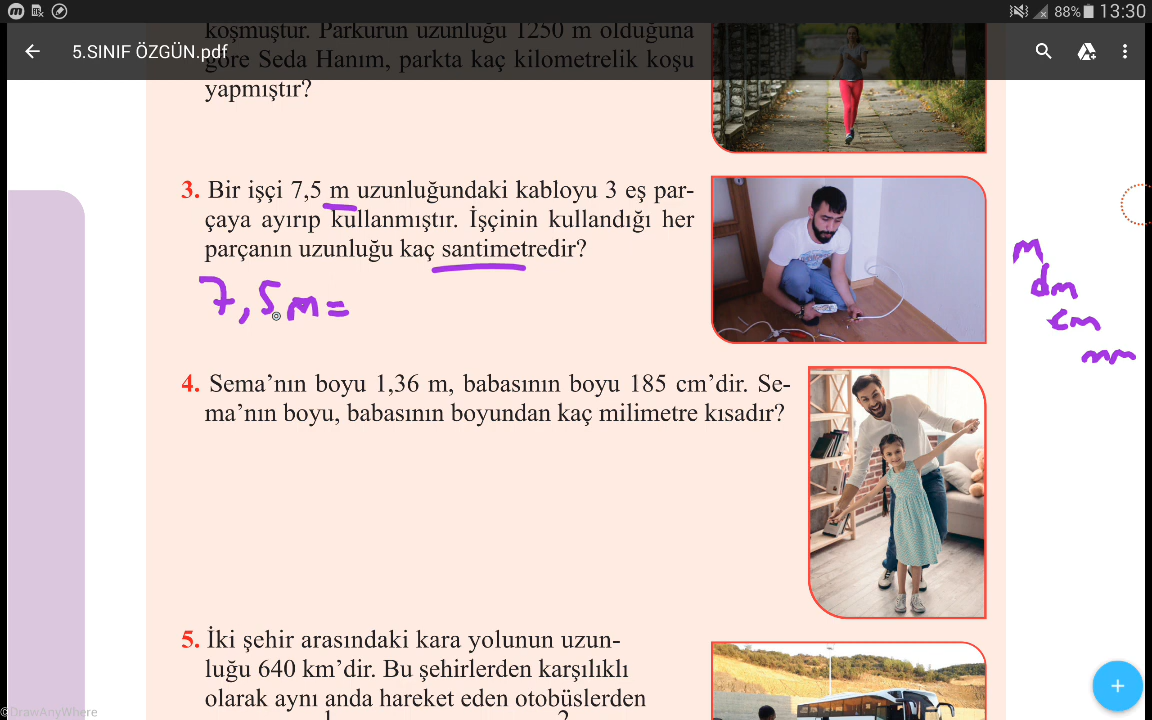 88% 13:30
5.SINIF ÖZGÜN.pdf
koşmuştur. Parkurun uzunluğu 1250 m olduğuna
göre Seda Hanım, parkta kaç kilometrelik koşu
yapmıştır?
3. Bir işçi 7,5 m uzunluğundaki kabloyu 3 eş par-
çaya ayırıp kullanmıştır. İşçinin kullandığı her
parçanın uzunluğu kaç santimetredir?
7,5 m =
m
dm
cm
mm
4. Sema’nın boyu 1,36 m, babasının boyu 185 cm’dir. Se-
ma’nın boyu, babasının boyundan kaç milimetre kısadır?
5. İki şehir arasındaki kara yolunun uzun-
luğu 640 km’dir. Bu şehirlerden karşılıklı
olarak aynı anda hareket eden otobüslerden
©DrawAnyWhere